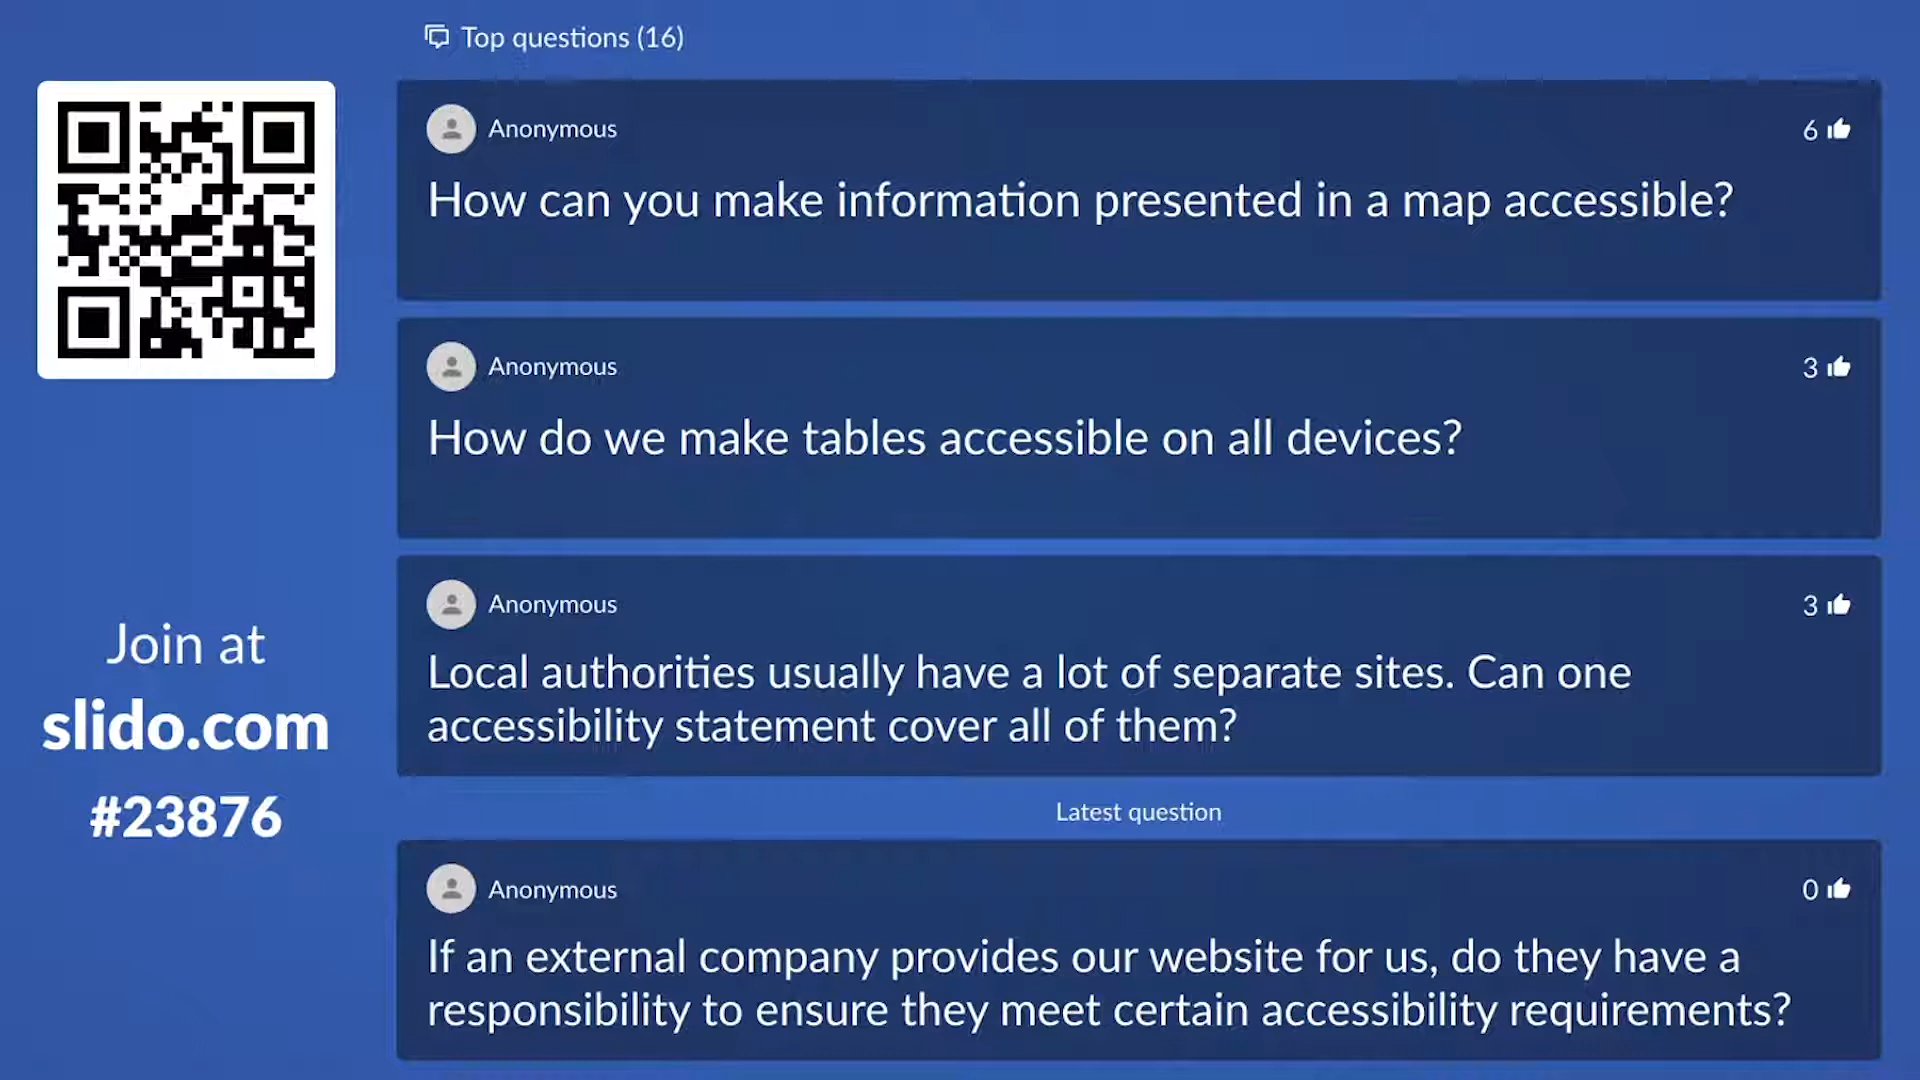 Top questions (16)
Anonymous
6
How can you make information presented in a map accessible?
Anonymous
3
How do we make tables accessible on all devices?
Anonymous
3
Local authorities usually have a lot of separate sites. Can one
accessibility statement cover all of them?
Latest question
Anonymous
0
If an external company provides our website for us, do they have a
responsibility to ensure they meet certain accessibility requirements?
Join at
slido.com
#23876